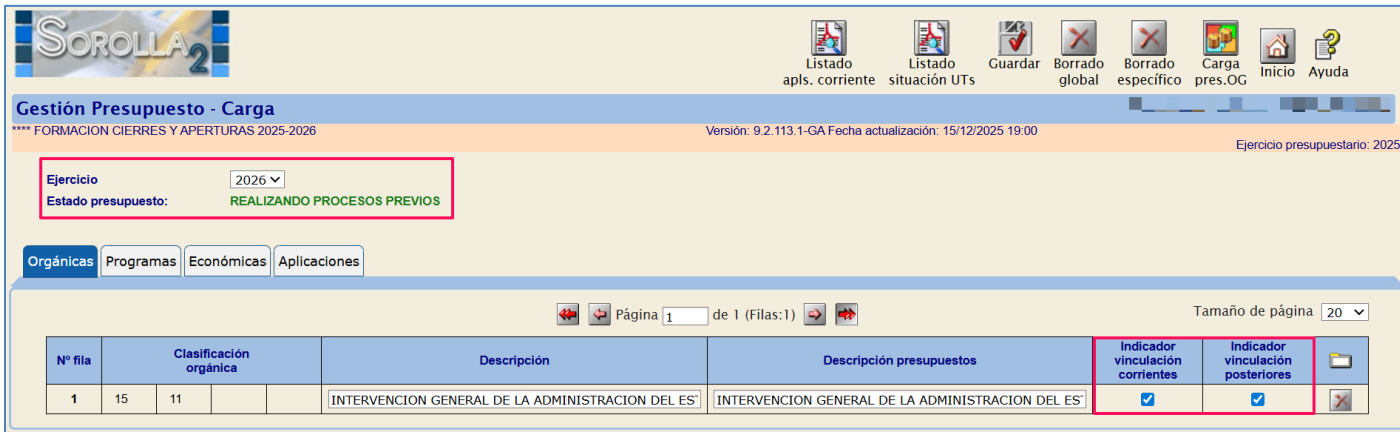 SOROLLA2
Listado apls. corriente
Listado situación UTs
Guardar
Borrado global
Borrado específico
Carga pres.OG
Inicio
Ayuda
Gestión Presupuesto - Carga
**** FORMACION CIERRES Y APERTURAS 2025-2026 Versión: 9.2.113.1-GA Fecha actualización: 15/12/2025 19:00
Ejercicio presupuestario: 2025
Ejercicio 2026
Estado presupuesto: REALIZANDO PROCESOS PREVIOS
Orgánicas Programas Económicas Aplicaciones
Página 1 de 1 (Filas:1) Tamaño de página 20
Nº fila Clasificación orgánica Descripción Descripción presupuestos Indicador vinculación corrientes Indicador vinculación posteriores
1 15 11 INTERVENCION GENERAL DE LA ADMINISTRACION DEL ES INTERVENCION GENERAL DE LA ADMINISTRACION DEL ES